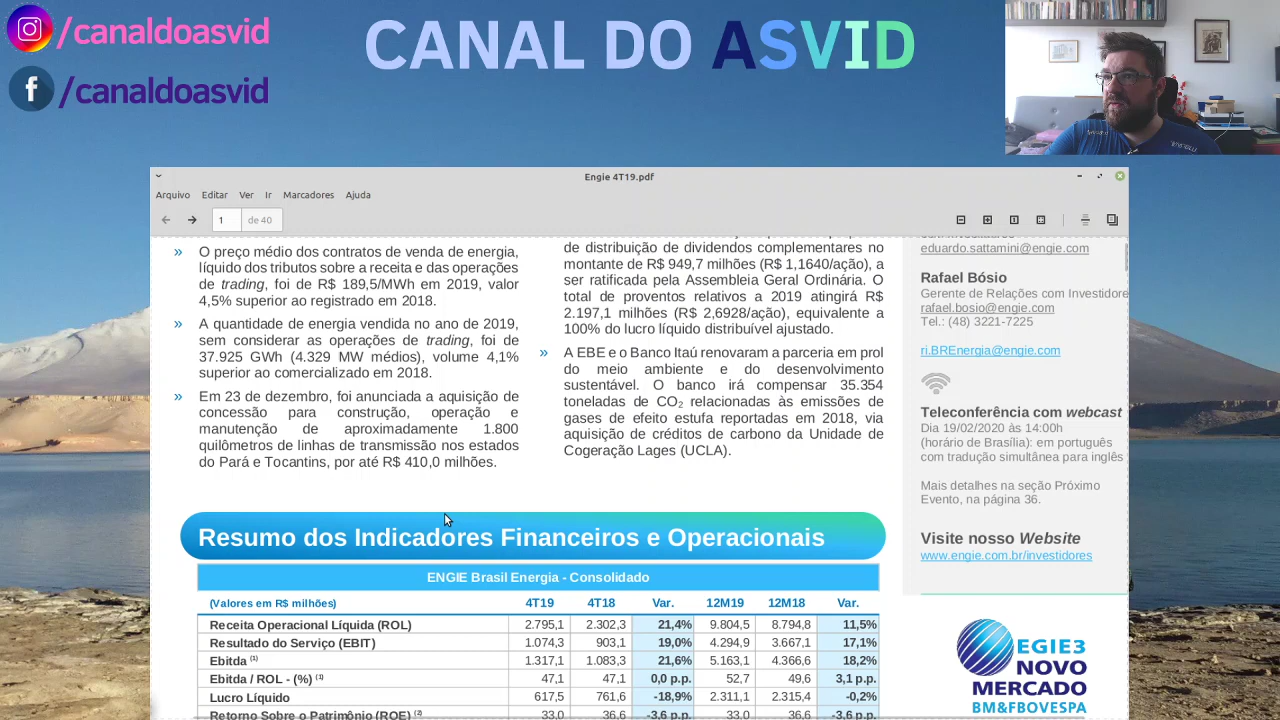 /canaldoasvid
/canaldoasvid
CANAL DO ASVID
Engie 4T19.pdf
Arquivo Editar Ver Ir Marcadores Ajuda
1 de 40
» O preço médio dos contratos de venda de energia,
líquido dos tributos sobre a receita e das operações
de trading, foi de R$ 189,5/MWh em 2019, valor
4,5% superior ao registrado em 2018.
» A quantidade de energia vendida no ano de 2019,
sem considerar as operações de trading, foi de
37.925 GWh (4.329 MW médios), volume 4,1%
superior ao comercializado em 2018.
» Em 23 de dezembro, foi anunciada a aquisição de
concessão para construção, operação e
manutenção de aproximadamente 1.800
quilômetros de linhas de transmissão nos estados
do Pará e Tocantins, por até R$ 410,0 milhões.
de distribuição de dividendos complementares no
montante de R$ 949,7 milhões (R$ 1,1640/ação), a
ser ratificada pela Assembleia Geral Ordinária. O
total de proventos relativos a 2019 atingirá R$
2.197,1 milhões (R$ 2,6928/ação), equivalente a
100% do lucro líquido distribuível ajustado.
» A EBE e o Banco Itaú renovaram a parceria em prol
do meio ambiente e do desenvolvimento
sustentável. O banco irá compensar 35.354
toneladas de CO₂ relacionadas às emissões de
gases de efeito estufa reportadas em 2018, via
aquisição de créditos de carbono da Unidade de
Cogeração Lages (UCLA).
eduardo.sattamini@engie.com
Rafael Bósio
Gerente de Relações com Investidore
rafael.bosio@engie.com
Tel.: (48) 3221-7225
ri.BREnergia@engie.com
Teleconferência com webcast
Dia 19/02/2020 às 14:00h
(horário de Brasília): em português
com tradução simultânea para inglês
Mais detalhes na seção Próximo
Evento, na página 36.
Visite nosso Website
www.engie.com.br/investidores
EGIE3
NOVO
MERCADO
BM&FBOVESPA
Resumo dos Indicadores Financeiros e Operacionais
ENGIE Brasil Energia - Consolidado
(Valores em R$ milhões) 4T19 4T18 Var. 12M19 12M18 Var.
Receita Operacional Líquida (ROL) 2.795,1 2.302,3 21,4% 9.804,5 8.794,8 11,5%
Resultado do Serviço (EBIT) 1.074,3 903,1 19,0% 4.294,9 3.667,1 17,1%
Ebitda (1) 1.317,1 1.083,3 21,6% 5.163,1 4.366,6 18,2%
Ebitda / ROL - (%) (1) 47,1 47,1 0,0 p.p. 52,7 49,6 3,1 p.p.
Lucro Líquido 617,5 761,6 -18,9% 2.311,1 2.315,4 -0,2%
Retorno Sobre o Patrimônio (ROE) (2) 33,0 36,6 -3,6 p.p. 33,0 36,6 -3,6 p.p.